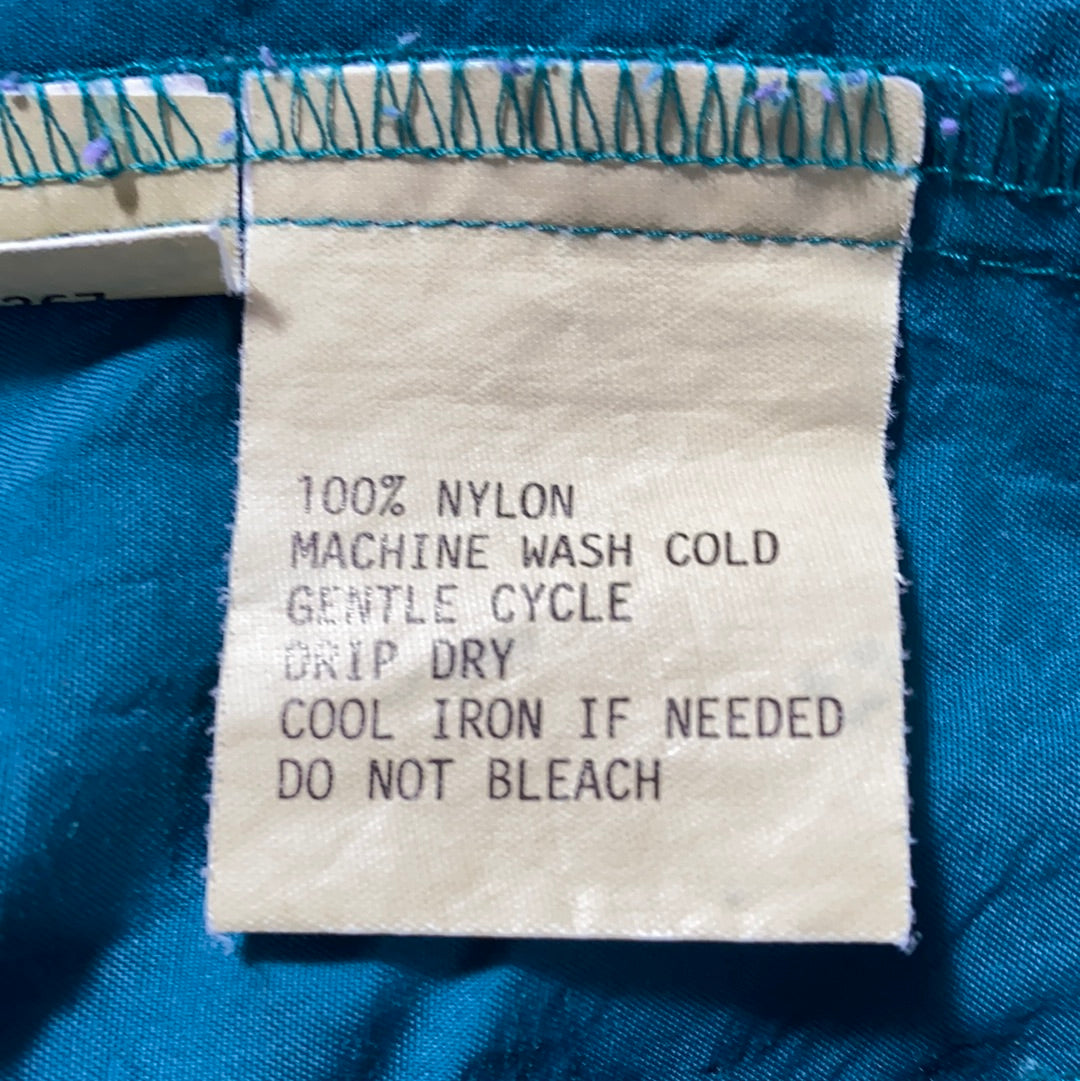 100% NYLON
MACHINE WASH COLD
GENTLE CYCLE
DRIP DRY
COOL IRON IF NEEDED
DO NOT BLEACH